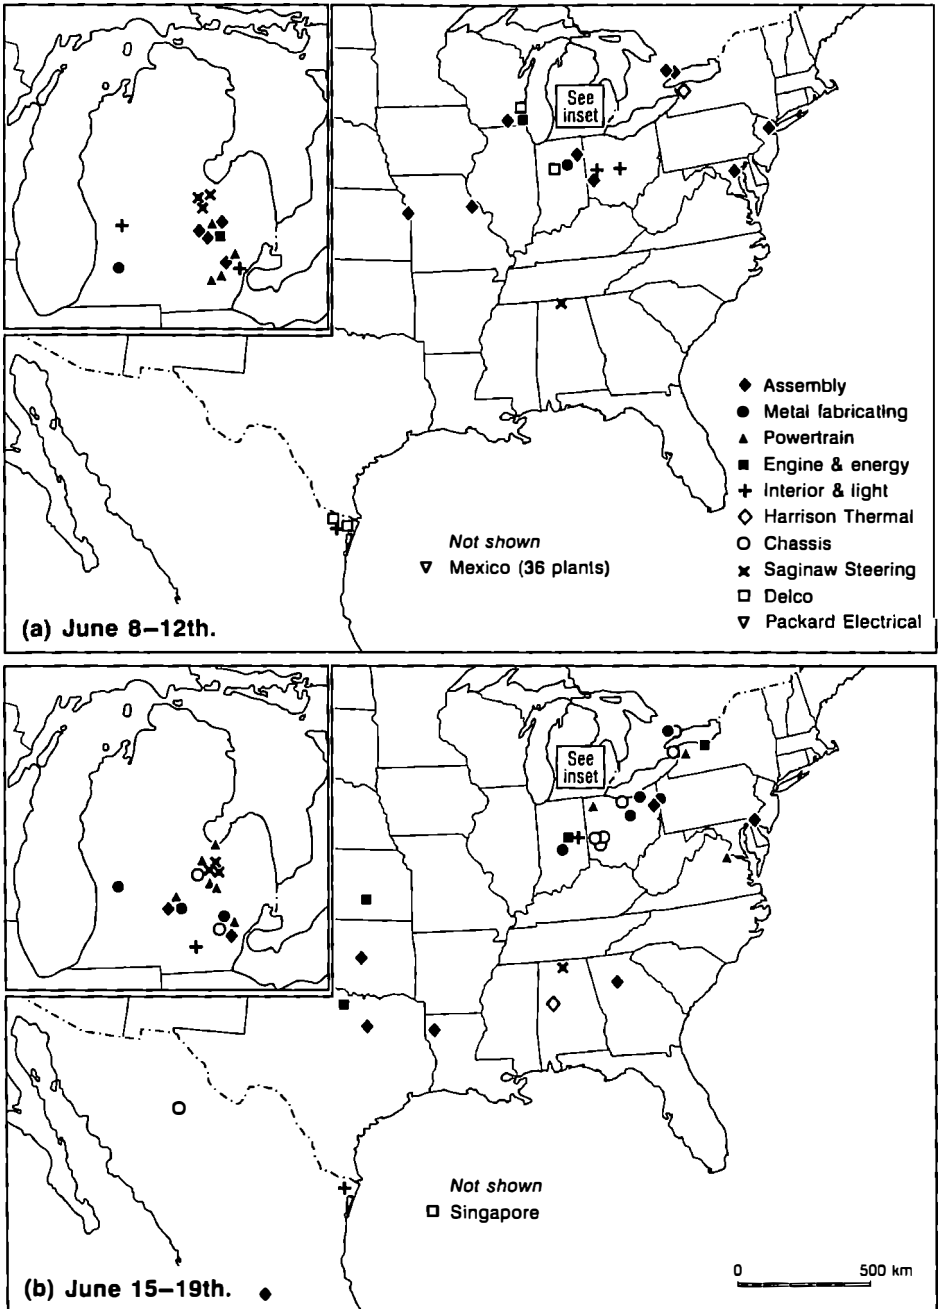 See
inset
Assembly
Metal fabricating
Powertrain
Engine & energy
Interior & light
Harrison Thermal
Chassis
Saginaw Steering
Delco
Packard Electrical
Not shown
Mexico (36 plants)
(a) June 8–12th.
See
inset
Not shown
Singapore
(b) June 15–19th.
0 500 km